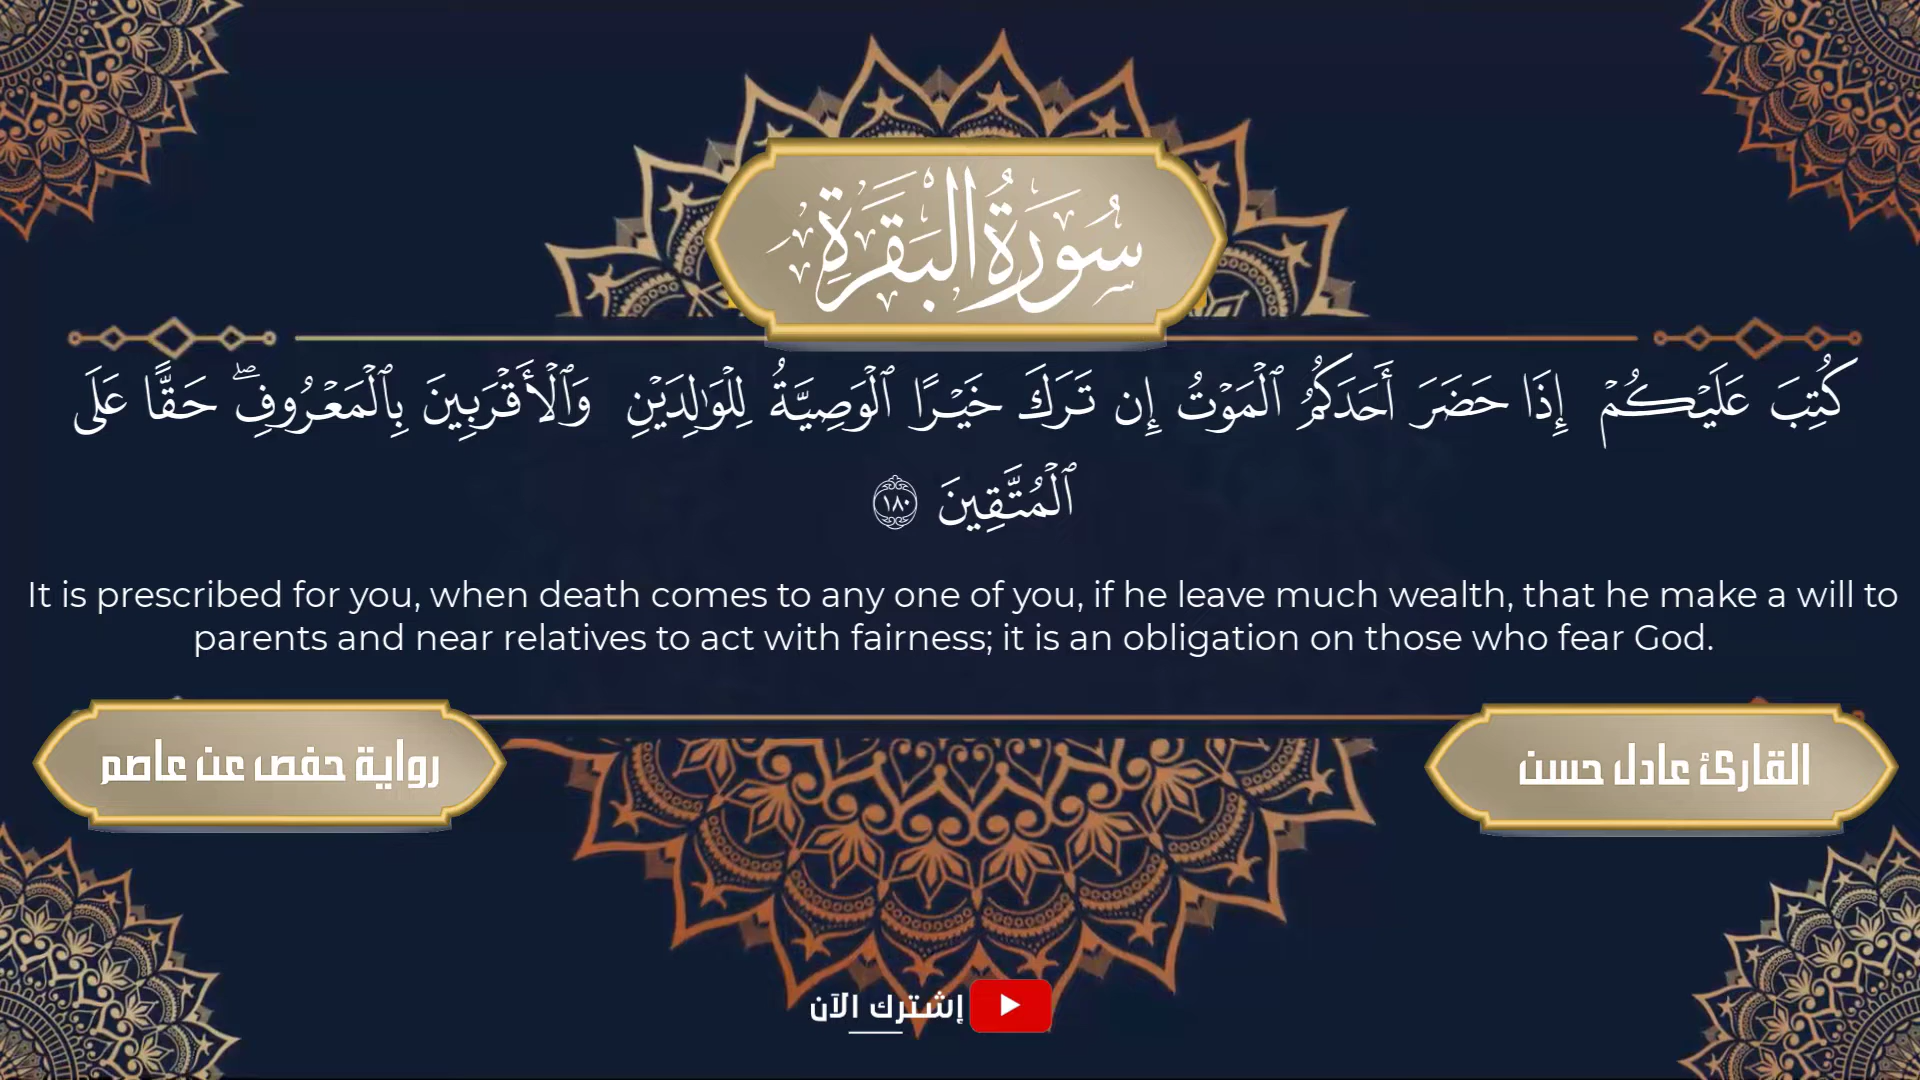 سُورَةُ البَقَرَةِ
كُتِبَ عَلَيْكُمْ إِذَا حَضَرَ أَحَدَكُمُ ٱلْمَوْتُ إِن تَرَكَ خَيْرًا ٱلْوَصِيَّةُ لِلْوَٰلِدَيْنِ وَٱلْأَقْرَبِينَ بِٱلْمَعْرُوفِ ۖ حَقًّا عَلَى
ٱلْمُتَّقِينَ ١٨٠
It is prescribed for you, when death comes to any one of you, if he leave much wealth, that he make a will to
parents and near relatives to act with fairness; it is an obligation on those who fear God.
القارئ عادل حسن
رواية حفص عن عاصم
إشترك الآن